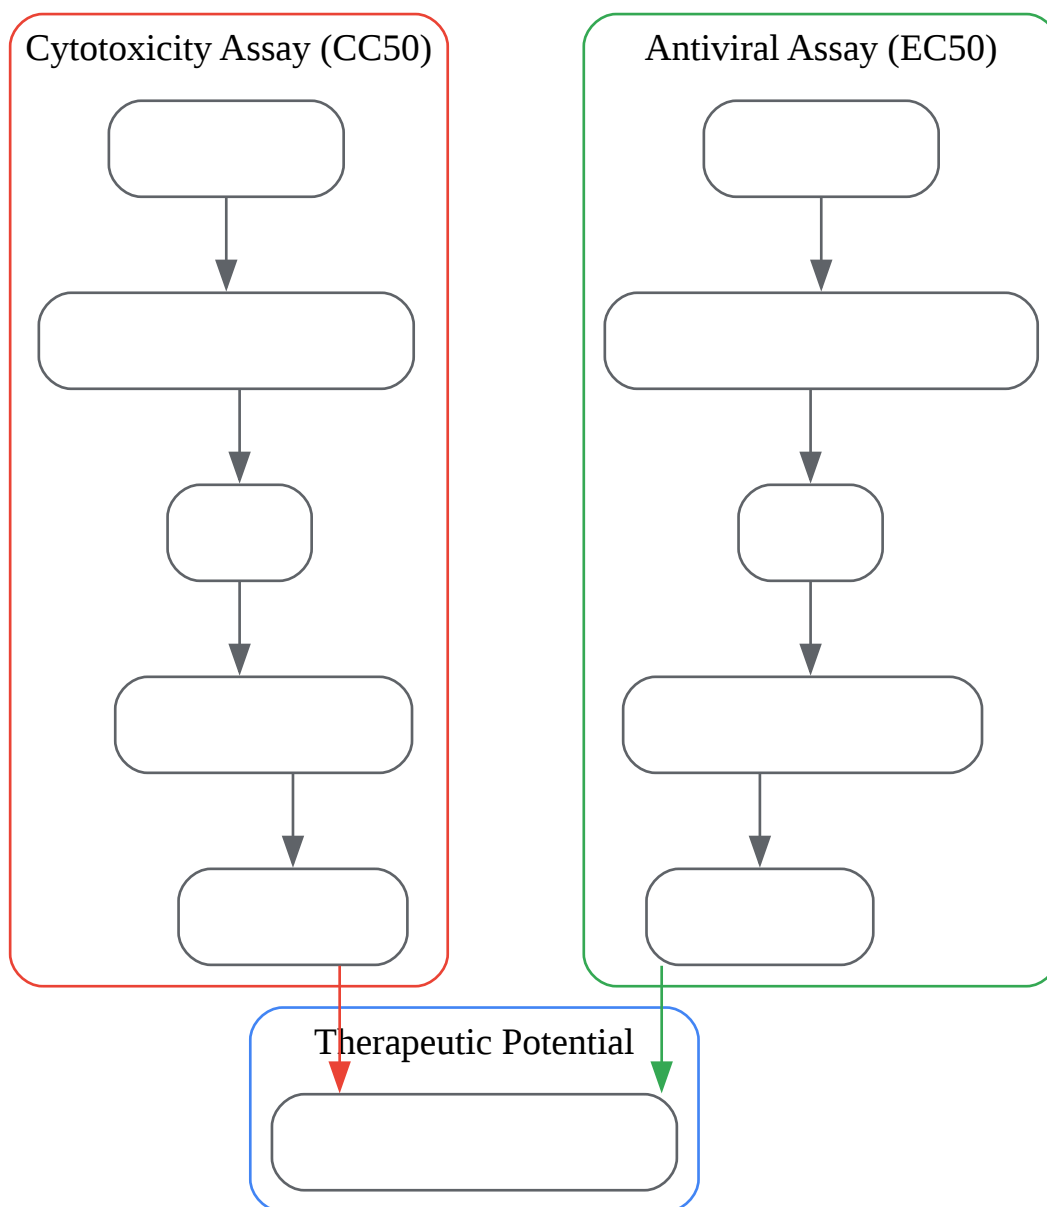 Cytotoxicity Assay (CC50)
Antiviral Assay (EC50)
Therapeutic Potential